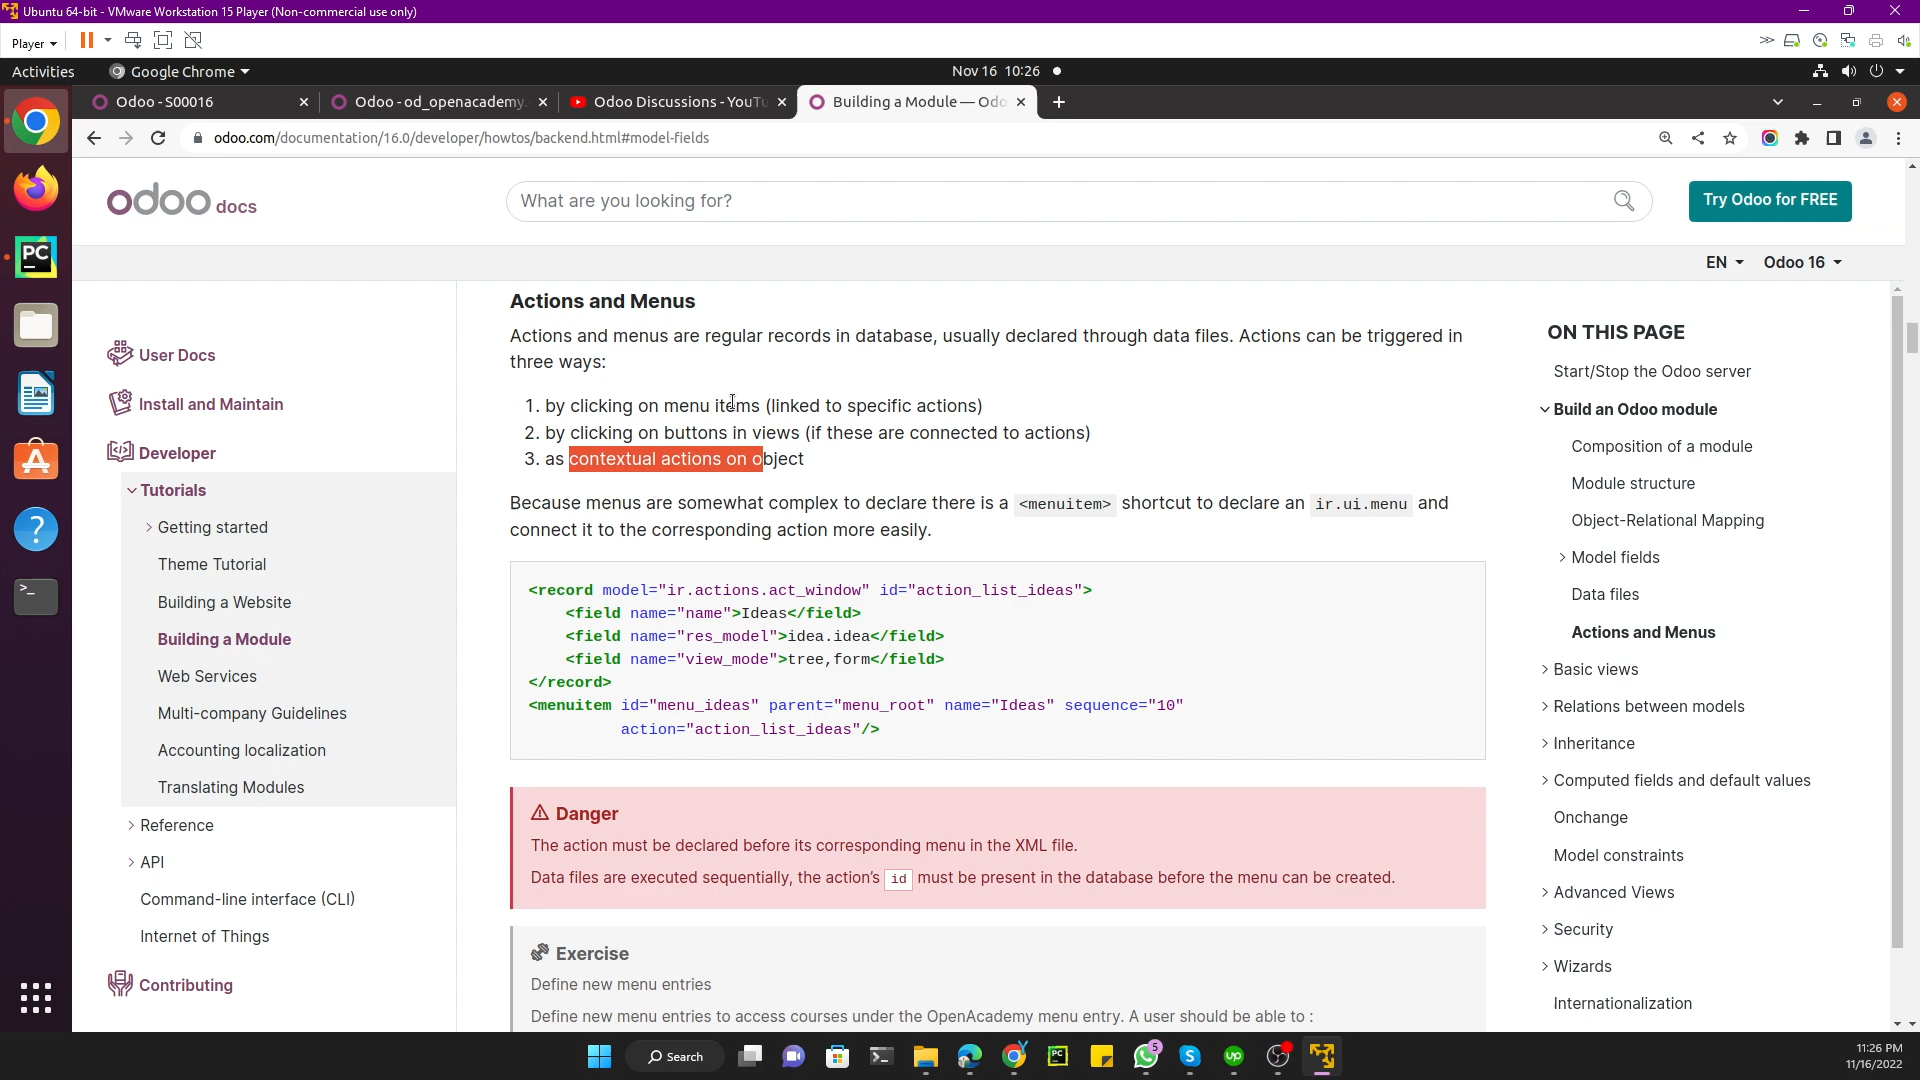 Ubuntu 64-bit - VMware Workstation 15 Player (Non-commercial use only)
Player
Activities
Google Chrome
Nov 16 10:26
Odoo - S00016
Odoo - od_openacademy.
Odoo Discussions - YouTu
Building a Module — Odo
odoo.com/documentation/16.0/developer/howtos/backend.html#model-fields
odoo docs
What are you looking for?
Try Odoo for FREE
EN
Odoo 16
User Docs
Install and Maintain
Developer
Tutorials
Getting started
Theme Tutorial
Building a Website
Building a Module
Web Services
Multi-company Guidelines
Accounting localization
Translating Modules
Reference
API
Command-line interface (CLI)
Internet of Things
Contributing
Actions and Menus
Actions and menus are regular records in database, usually declared through data files. Actions can be triggered in
three ways:
1. by clicking on menu items (linked to specific actions)
2. by clicking on buttons in views (if these are connected to actions)
3. as contextual actions on object
Because menus are somewhat complex to declare there is a <menuitem> shortcut to declare an ir.ui.menu and
connect it to the corresponding action more easily.
<record model="ir.actions.act_window" id="action_list_ideas">
<field name="name">Ideas</field>
<field name="res_model">idea.idea</field>
<field name="view_mode">tree,form</field>
</record>
<menuitem id="menu_ideas" parent="menu_root" name="Ideas" sequence="10"
action="action_list_ideas"/>
Danger
The action must be declared before its corresponding menu in the XML file.
Data files are executed sequentially, the action's id must be present in the database before the menu can be created.
Exercise
Define new menu entries
Define new menu entries to access courses under the OpenAcademy menu entry. A user should be able to :
ON THIS PAGE
Start/Stop the Odoo server
Build an Odoo module
Composition of a module
Module structure
Object-Relational Mapping
Model fields
Data files
Actions and Menus
Basic views
Relations between models
Inheritance
Computed fields and default values
Onchange
Model constraints
Advanced Views
Security
Wizards
Internationalization
PC
Search
PC
5
up
11:26 PM
11/16/2022